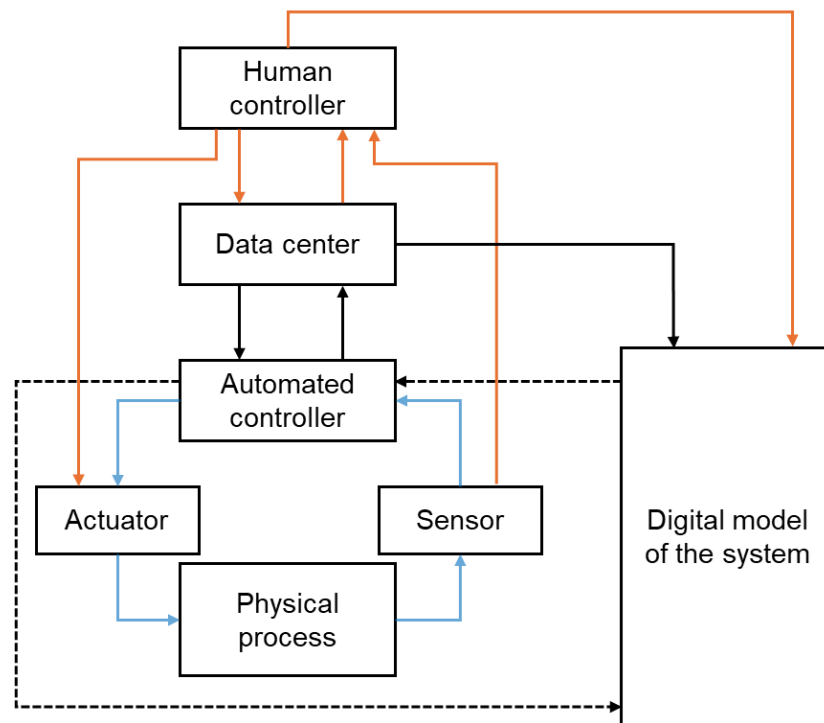 Human
controller
Data center
Automated
controller
Actuator
Sensor
Digital model
of the system
Physical
process